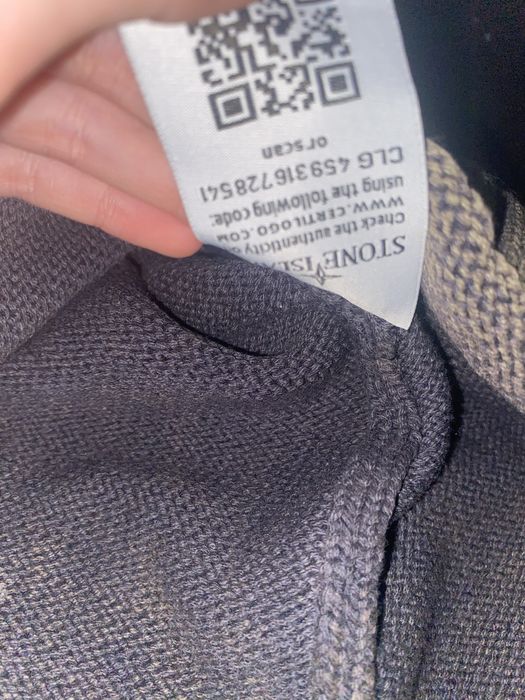 STONE ISL
Check the authenticity
WWW.CERTILOGO.COM
using the following code:
CLG 459316728541
or scan